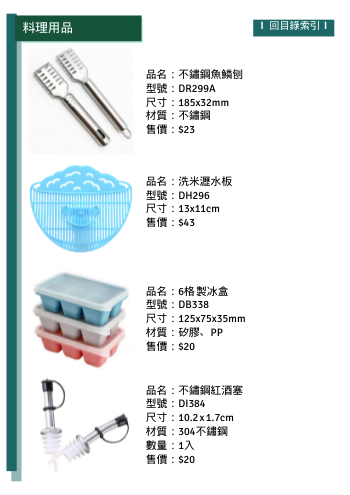 料理用品
I 回目錄索引 I
品名：不鏽鋼魚鱗刨
型號：DR299A
尺寸：185x32mm
材質：不鏽鋼
售價：$23
品名：洗米瀝水板
型號：DH296
尺寸：13x11cm
售價：$43
品名：6格製冰盒
型號：DB338
尺寸：125x75x35mm
材質：矽膠、PP
售價：$20
品名：不鏽鋼紅酒塞
型號：DI384
尺寸：10.2x1.7cm
材質：304不鏽鋼
數量：1入
售價：$20